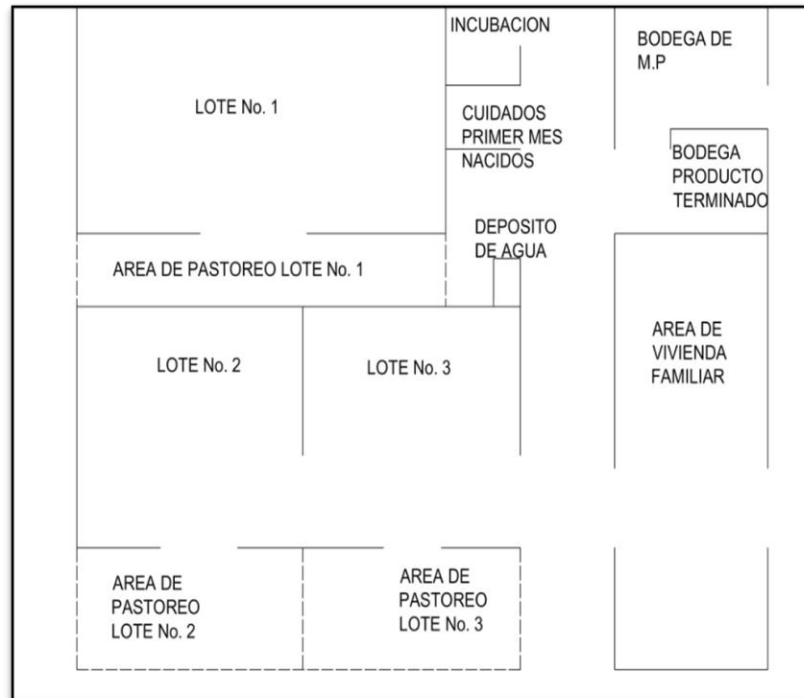 INCUBACION
BODEGA DE
M.P
LOTE No. 1
CUIDADOS
PRIMER MES
NACIDOS
BODEGA
PRODUCTO
TERMINADO
DEPOSITO
DE AGUA
AREA DE PASTOREO LOTE No. 1
LOTE No. 2
LOTE No. 3
AREA DE
VIVIENDA
FAMILIAR
AREA DE
PASTOREO
LOTE No. 2
AREA DE
PASTOREO
LOTE No. 3